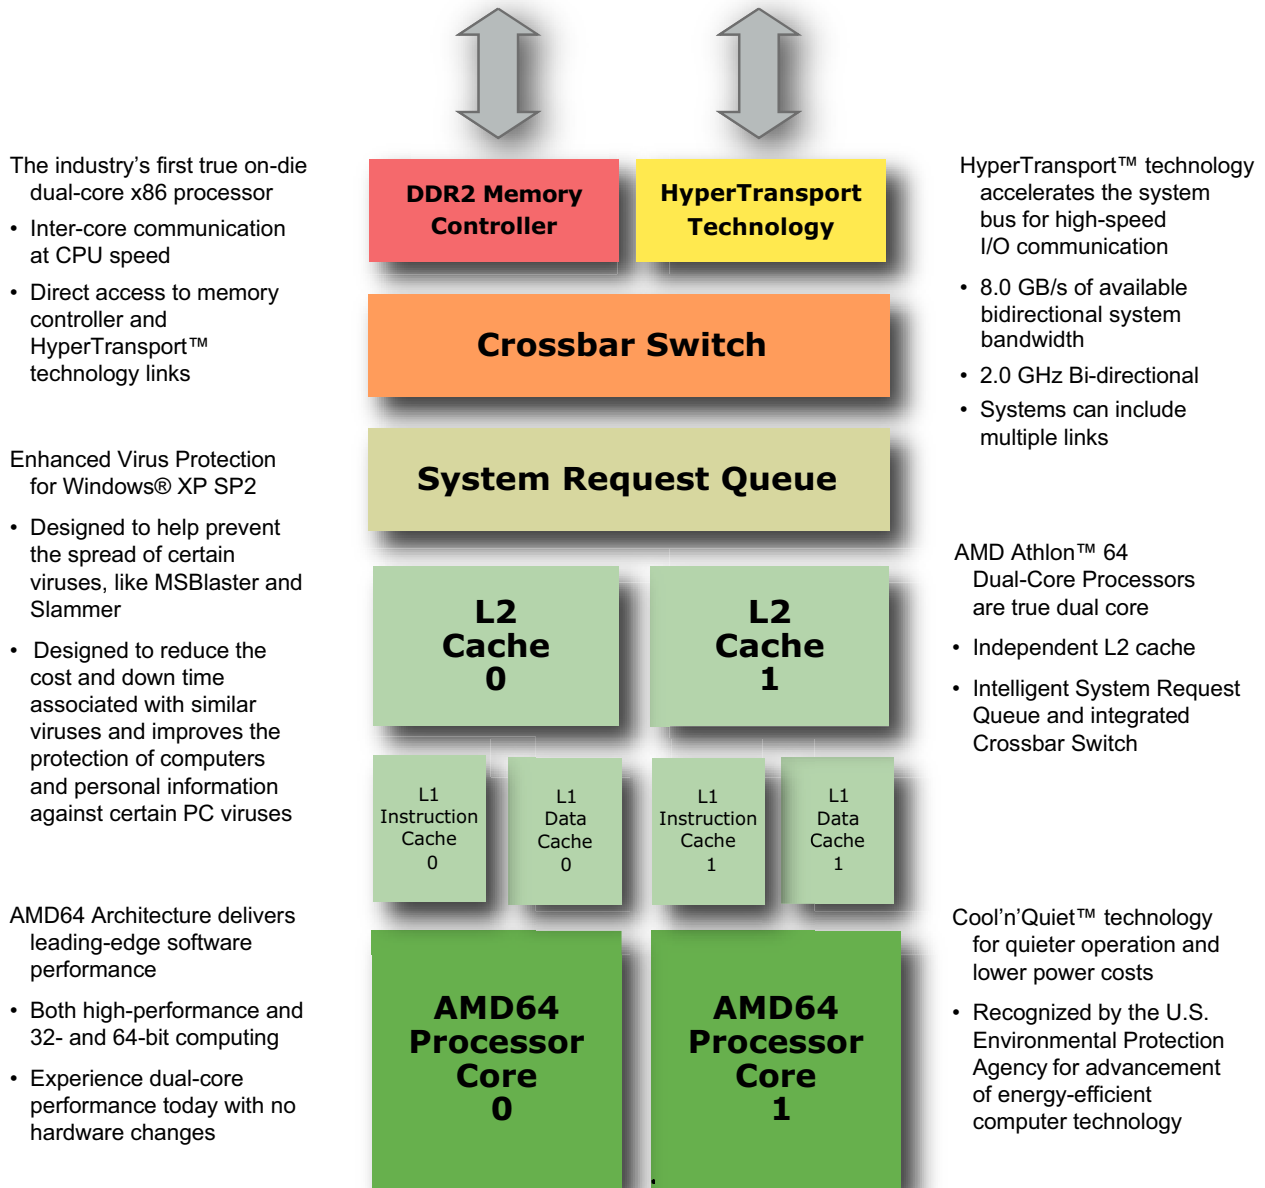 The industry’s first true on-die
dual-core x86 processor
• Inter-core communication
at CPU speed
• Direct access to memory
controller and
HyperTransport™
technology links
Enhanced Virus Protection
for Windows® XP SP2
• Designed to help prevent
the spread of certain
viruses, like MSBlaster and
Slammer
• Designed to reduce the
cost and down time
associated with similar
viruses and improves the
protection of computers
and personal information
against certain PC viruses
AMD64 Architecture delivers
leading-edge software
performance
• Both high-performance and
32- and 64-bit computing
• Experience dual-core
performance today with no
hardware changes
DDR2 Memory
Controller
HyperTransport
Technology
Crossbar Switch
System Request Queue
L2
Cache
0
L2
Cache
1
L1
Instruction
Cache
0
L1
Data
Cache
0
L1
Instruction
Cache
1
L1
Data
Cache
1
AMD64
Processor
Core
0
AMD64
Processor
Core
1
HyperTransport™ technology
accelerates the system
bus for high-speed
I/O communication
• 8.0 GB/s of available
bidirectional system
bandwidth
• 2.0 GHz Bi-directional
• Systems can include
multiple links
AMD Athlon™ 64
Dual-Core Processors
are true dual core
• Independent L2 cache
• Intelligent System Request
Queue and integrated
Crossbar Switch
Cool’n’Quiet™ technology
for quieter operation and
lower power costs
• Recognized by the U.S.
Environmental Protection
Agency for advancement
of energy-efficient
computer technology